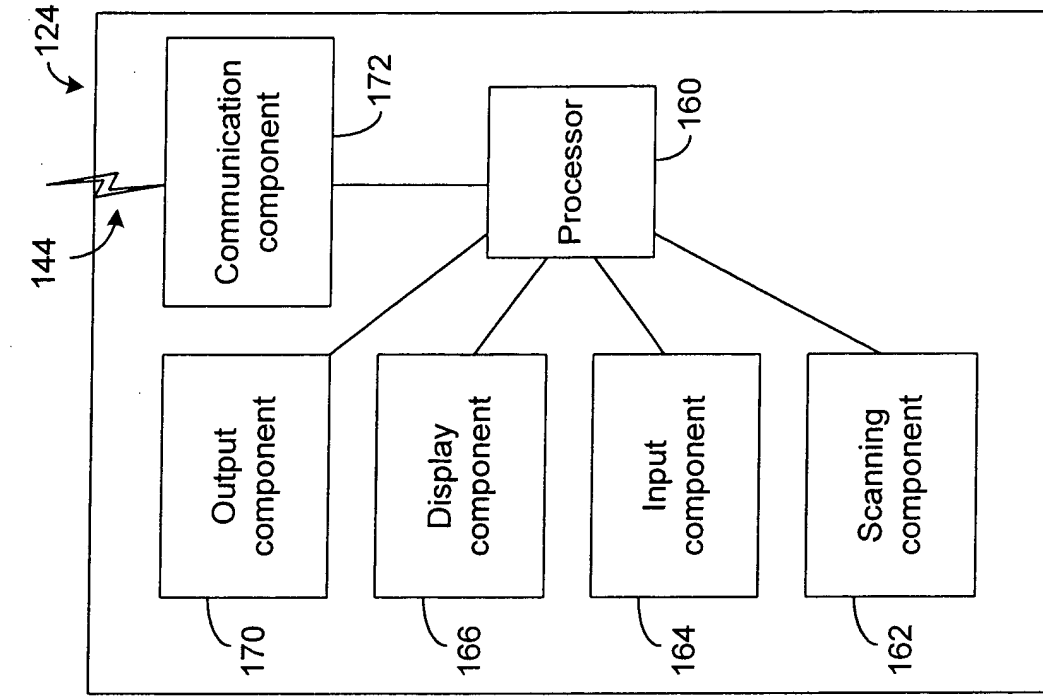 124
144
Communication
component
172
Processor
160
Output
component
170
Display
component
166
Input
component
164
Scanning
component
162